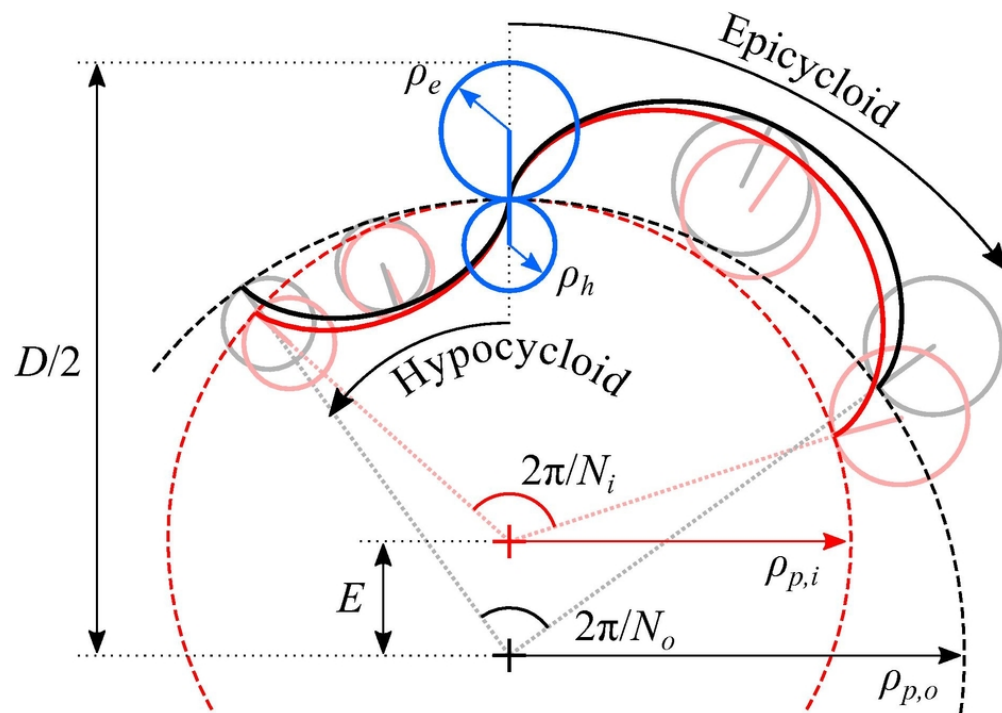 Epicycloid
ρe
ρh
D/2
Hypocycloid
2π/Ni
ρp,i
E
2π/No
ρp,o